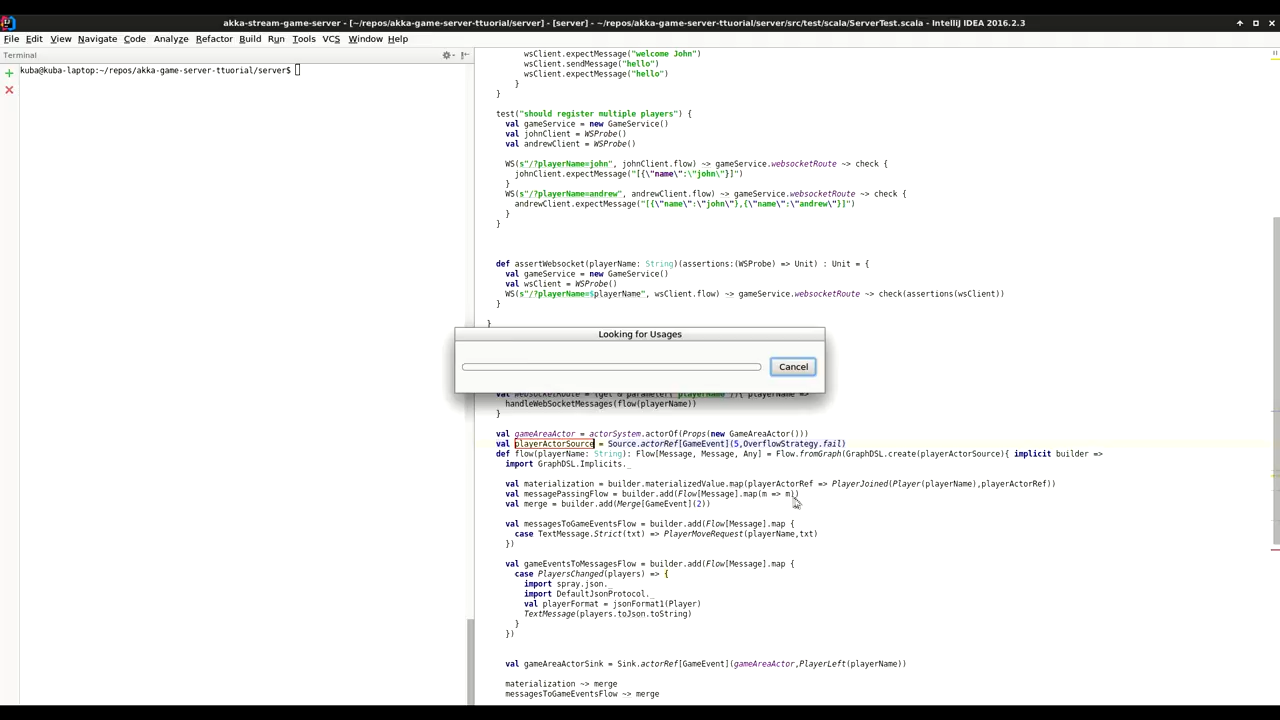 akka-stream-game-server - [~/repos/akka-game-server-ttuorial/server] - [server] - ~/repos/akka-game-server-ttuorial/server/src/test/scala/ServerTest.scala - IntelliJ IDEA 2016.2.3
File Edit View Navigate Code Analyze Refactor Build Run Tools VCS Window Help
Terminal
kuba@kuba-laptop:~/repos/akka-game-server-ttuorial/server$
wsClient.expectMessage("welcome John")
wsClient.sendMessage("hello")
wsClient.expectMessage("hello")
}
}
test("should register multiple players") {
val gameService = new GameService()
val johnClient = WSProbe()
val andrewClient = WSProbe()
WS(s"/?playerName=john", johnClient.flow) ~> gameService.websocketRoute ~> check {
johnClient.expectMessage("[{\"name\":\"john\"}]")
}
WS(s"/?playerName=andrew", andrewClient.flow) ~> gameService.websocketRoute ~> check {
andrewClient.expectMessage("[{\"name\":\"john\"},{\"name\":\"andrew\"}]")
}
}
def assertWebsocket(playerName: String)(assertions:(WSProbe) => Unit) : Unit = {
val gameService = new GameService()
val wsClient = WSProbe()
WS(s"/?playerName=$playerName", wsClient.flow) ~> gameService.websocketRoute ~> check(assertions(wsClient))
}
}
Looking for Usages
Cancel
val websocketRoute = (get & parameter("playerName")){ playerName =>
handleWebSocketMessages(flow(playerName))
}
val gameAreaActor = actorSystem.actorOf(Props(new GameAreaActor()))
val playerActorSource = Source.actorRef[GameEvent](5,OverflowStrategy.fail)
def flow(playerName: String): Flow[Message, Message, Any] = Flow.fromGraph(GraphDSL.create(playerActorSource){ implicit builder =>
import GraphDSL.Implicits._
val materialization = builder.materializedValue.map(playerActorRef => PlayerJoined(Player(playerName),playerActorRef))
val messagePassingFlow = builder.add(Flow[Message].map(m => m))
val merge = builder.add(Merge[GameEvent](2))
val messagesToGameEventsFlow = builder.add(Flow[Message].map {
case TextMessage.Strict(txt) => PlayerMoveRequest(playerName,txt)
})
val gameEventsToMessagesFlow = builder.add(Flow[Message].map {
case PlayersChanged(players) => {
import spray.json._
import DefaultJsonProtocol._
val playerFormat = jsonFormat1(Player)
TextMessage(players.toJson.toString)
}
})
val gameAreaActorSink = Sink.actorRef[GameEvent](gameAreaActor,PlayerLeft(playerName))
materialization ~> merge
messagesToGameEventsFlow ~> merge